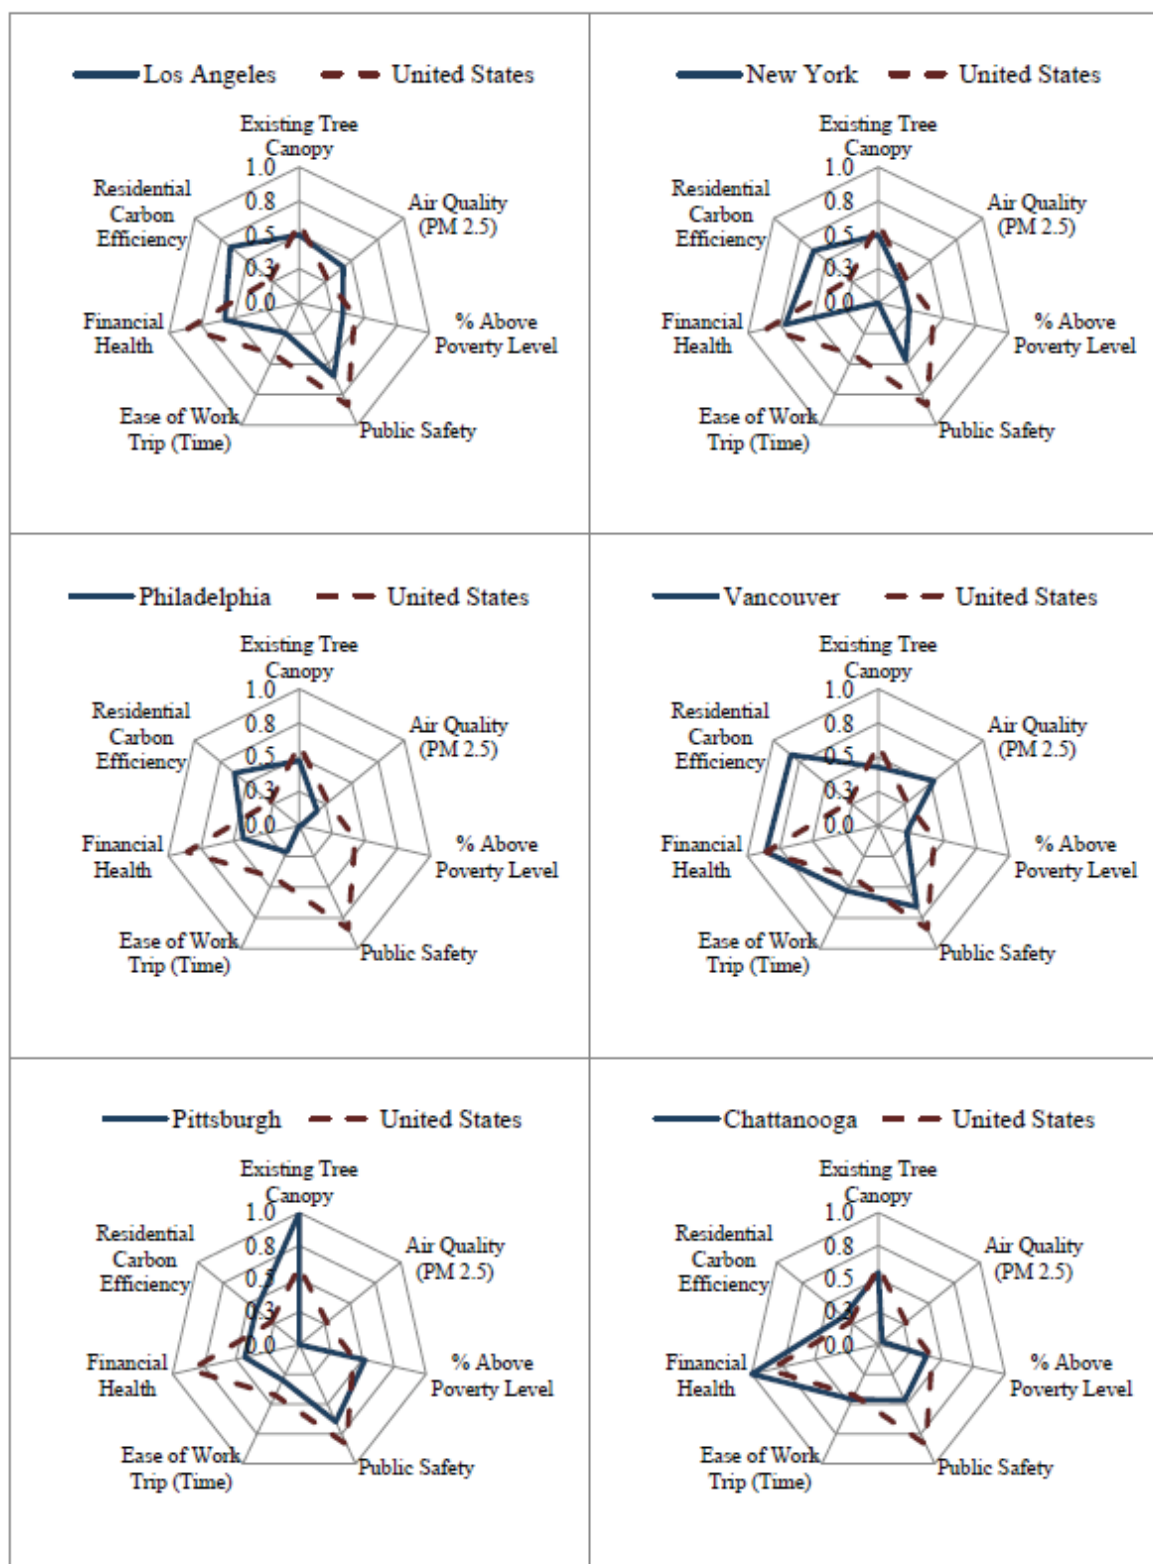 Los Angeles United States
Existing Tree
Canopy
1.0
0.8
0.5
0.3
0.0
Air Quality
(PM 2.5)
% Above
Poverty Level
Public Safety
Ease of Work
Trip (Time)
Financial
Health
Residential
Carbon
Efficiency
New York United States
Existing Tree
Canopy
1.0
0.8
0.5
0.3
0.0
Air Quality
(PM 2.5)
% Above
Poverty Level
Public Safety
Ease of Work
Trip (Time)
Financial
Health
Residential
Carbon
Efficiency
Philadelphia United States
Existing Tree
Canopy
1.0
0.8
0.5
0.3
0.0
Air Quality
(PM 2.5)
% Above
Poverty Level
Public Safety
Ease of Work
Trip (Time)
Financial
Health
Residential
Carbon
Efficiency
Vancouver United States
Existing Tree
Canopy
1.0
0.8
0.5
0.3
0.0
Air Quality
(PM 2.5)
% Above
Poverty Level
Public Safety
Ease of Work
Trip (Time)
Financial
Health
Residential
Carbon
Efficiency
Pittsburgh United States
Existing Tree
Canopy
1.0
0.8
0.5
0.3
0.0
Air Quality
(PM 2.5)
% Above
Poverty Level
Public Safety
Ease of Work
Trip (Time)
Financial
Health
Residential
Carbon
Efficiency
Chattanooga United States
Existing Tree
Canopy
1.0
0.8
0.5
0.3
0.0
Air Quality
(PM 2.5)
% Above
Poverty Level
Public Safety
Ease of Work
Trip (Time)
Financial
Health
Residential
Carbon
Efficiency